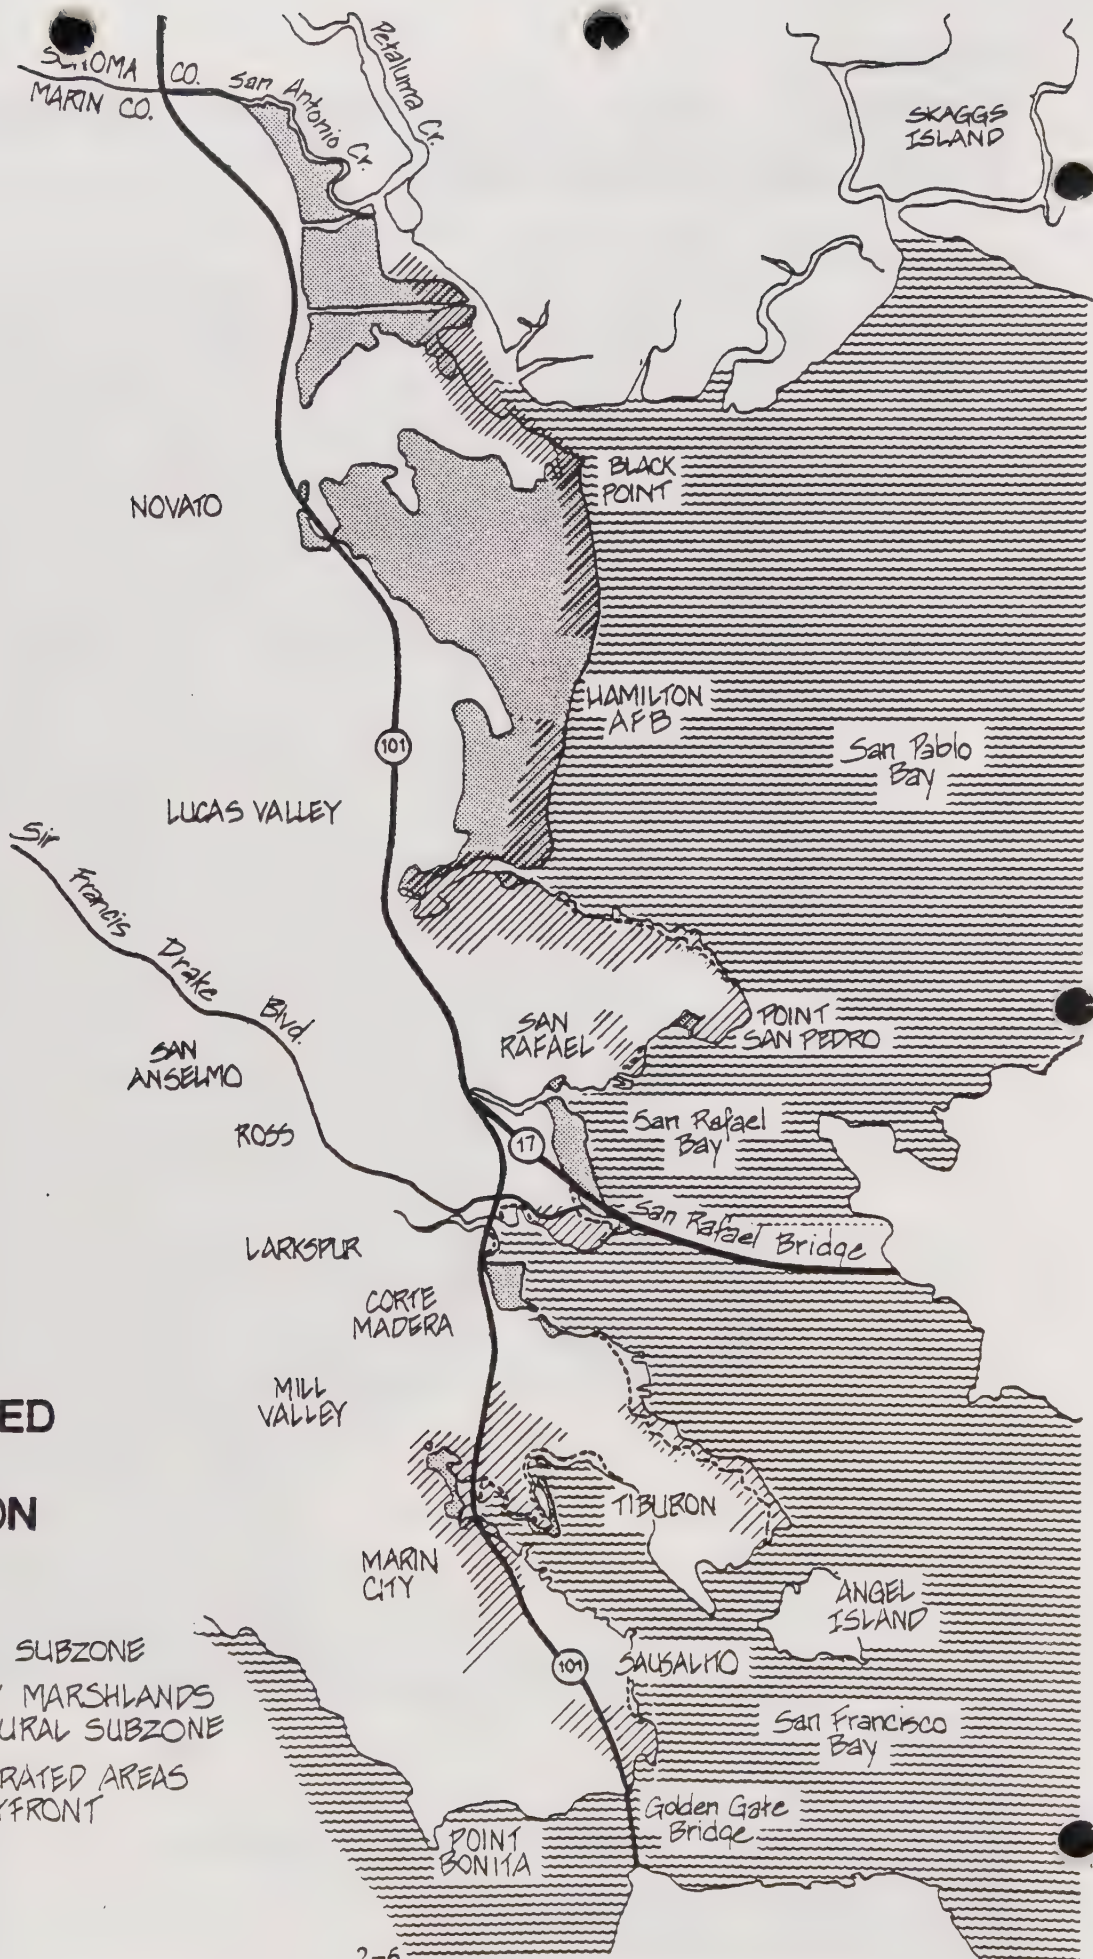 CO.
MARIN CO.
San Antonio Cr.
Petaluma Cr.
SKAGGS
ISLAND
BLACK
POINT
NOVATO
HAMILTON
AFB
101
San Pablo
Bay
LUCAS VALLEY
Sir Francis Drake Blvd.
SAN
RAFAEL
POINT
SAN PEDRO
SAN
ANSELMO
San Rafael
Bay
ROSS
17
San Rafael Bridge
LARKSPUR
CORTE
MADERA
MILL
VALLEY
ED
ON
TIBURON
MARIN
CITY
ANGEL
ISLAND
SUBZONE
101
SAUSALITO
MARSHLANDS
URAL SUBZONE
San Francisco
Bay
RATED AREAS
YFRONT
Golden Gate
Bridge
POINT
BONITA
2-6